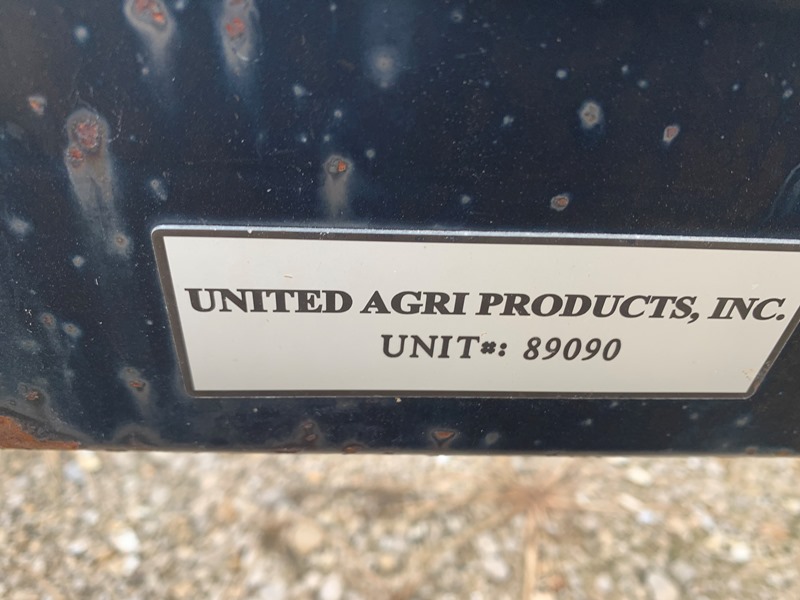 UNITED AGRI PRODUCTS, INC.
UNIT#: 89090